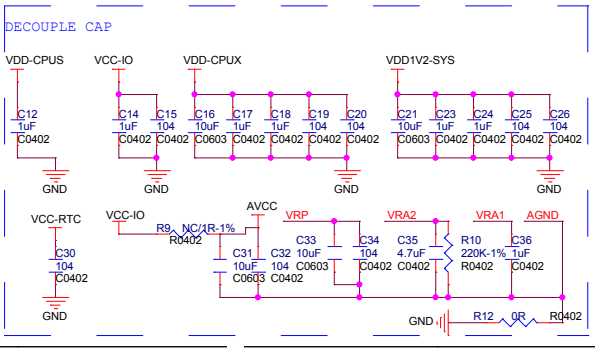 DECOUPLE CAP
VDD-CPUS VCC-IO VDD-CPUX VDD1V2-SYS
C12 C14 C15 C16 C17 C18 C19 C20 C21 C23 C24 C25 C26
1uF 1uF 104 10uF 1uF 1uF 104 104 10uF 1uF 1uF 104 104
C0402 C0402 C0402 C0603 C0402 C0402 C0402 C0402 C0603 C0402 C0402 C0402 C0402
GND GND GND GND
VCC-RTC VCC-IO AVCC VRP VRA2 VRA1 AGND
R9 NC/1R-1%
R0402
C30 C31 C32 C33 C34 C35 R10 C36
104 10uF 104 10uF 104 4.7uF 220K-1% 1uF
C0402 C0603 C0402 C0603 C0402 C0402 R0402 C0402
GND GND R12 0R R0402